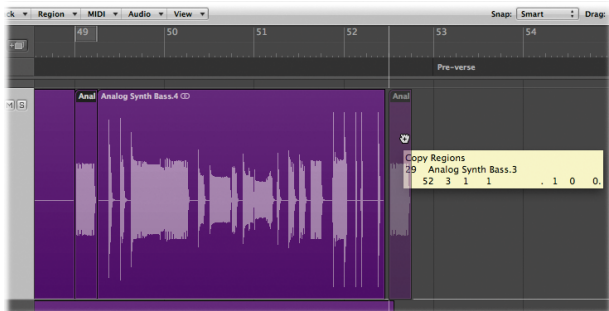 ck Region MIDI Audio View Snap: Smart Drag:
49 50 51 52 53 54
Pre-verse
M S Anal Analog Synth Bass.4 Anal
Copy Regions
29 Analog Synth Bass.3
52 3 1 1 . 1 0 0.